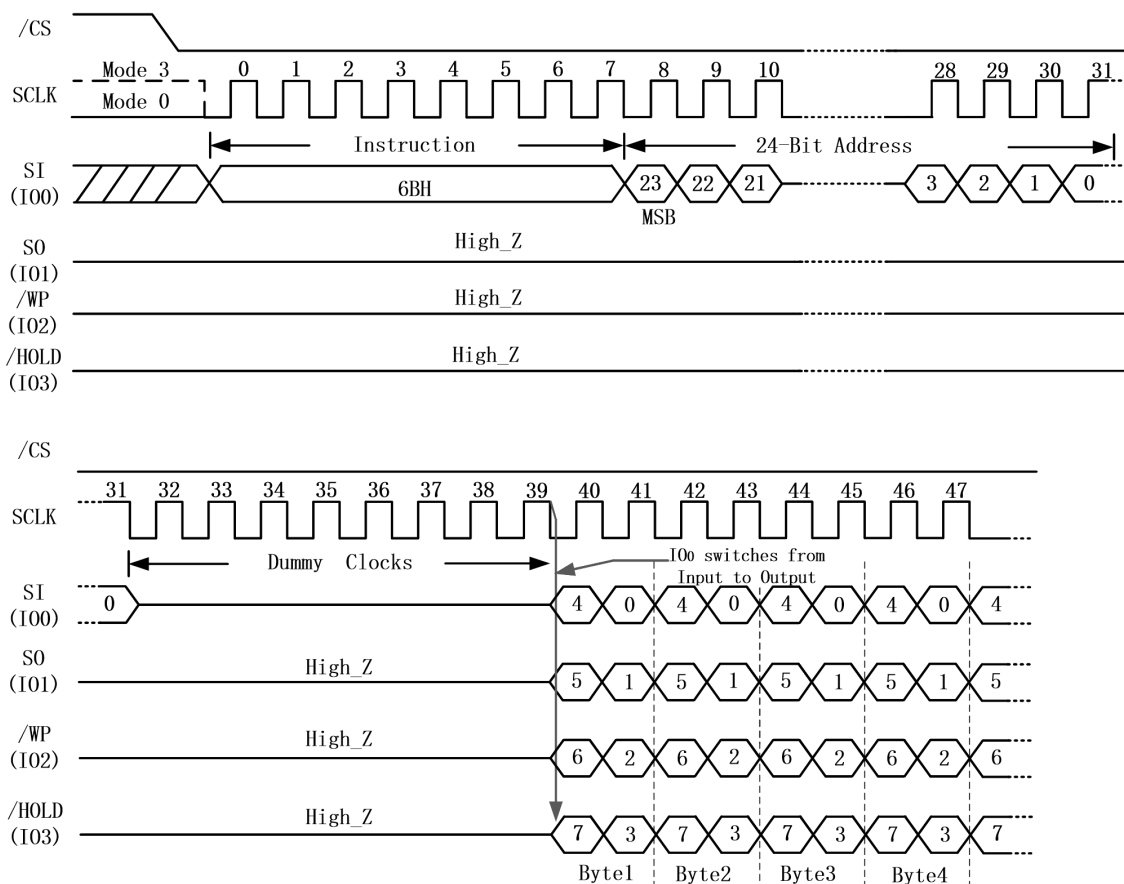 /CS
Mode 3
SCLK
Mode 0
0 1 2 3 4 5 6 7 8 9 10 28 29 30 31
Instruction 24-Bit Address
SI
(IO0)
6BH 23 22 21 3 2 1 0
MSB
SO
(IO1)
High_Z
/WP
(IO2)
High_Z
/HOLD
(IO3)
High_Z
/CS
SCLK
31 32 33 34 35 36 37 38 39 40 41 42 43 44 45 46 47
Dummy Clocks
IO0 switches from
Input to Output
SI
(IO0)
0 4 0 4 0 4 0 4 0 4
SO
(IO1)
High_Z
5 1 5 1 5 1 5 1 5
/WP
(IO2)
High_Z
6 2 6 2 6 2 6 2 6
/HOLD
(IO3)
High_Z
7 3 7 3 7 3 7 3 7
Byte1 Byte2 Byte3 Byte4